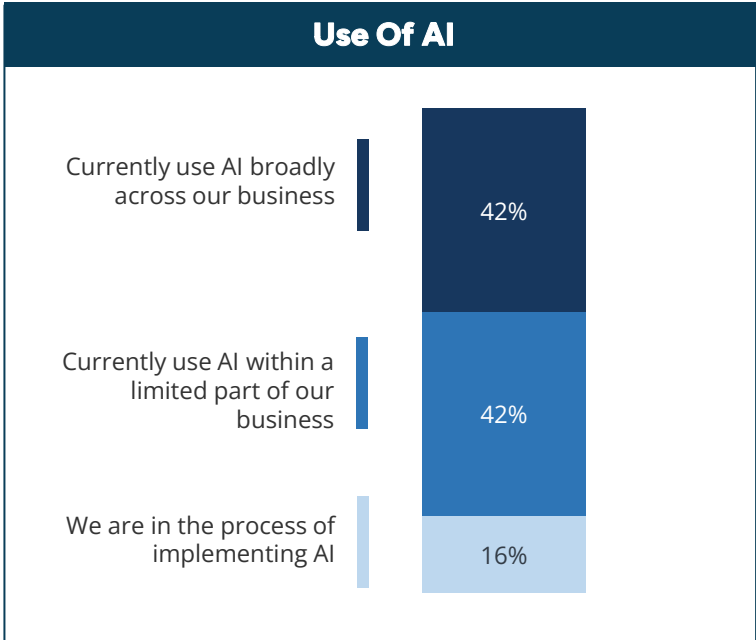 Use Of AI
Currently use AI broadly
across our business
42%
Currently use AI within a
limited part of our
business
42%
We are in the process of
implementing AI
16%